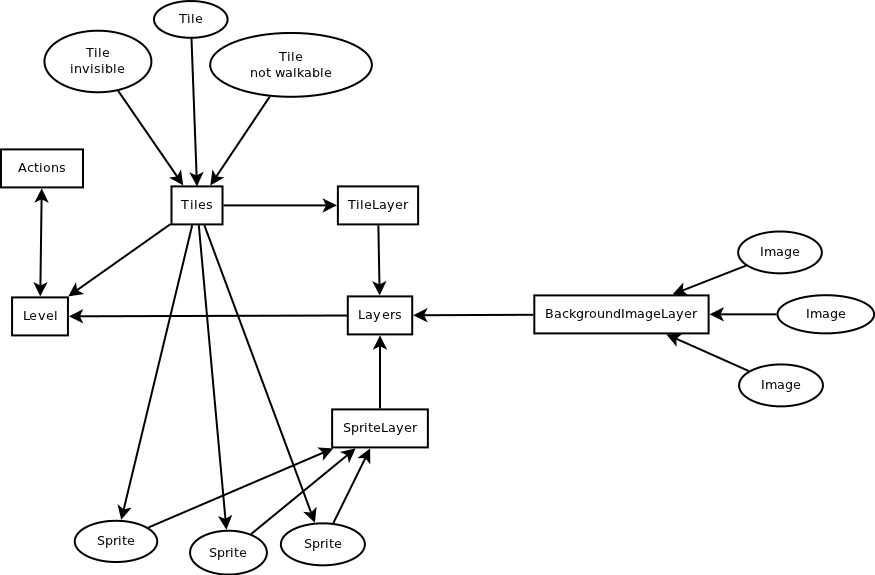 Tile
Tile
invisible
Tile
not walkable
Actions
Tiles
TileLayer
Image
Level
Layers
BackgroundImageLayer
Image
Image
SpriteLayer
Sprite
Sprite
Sprite